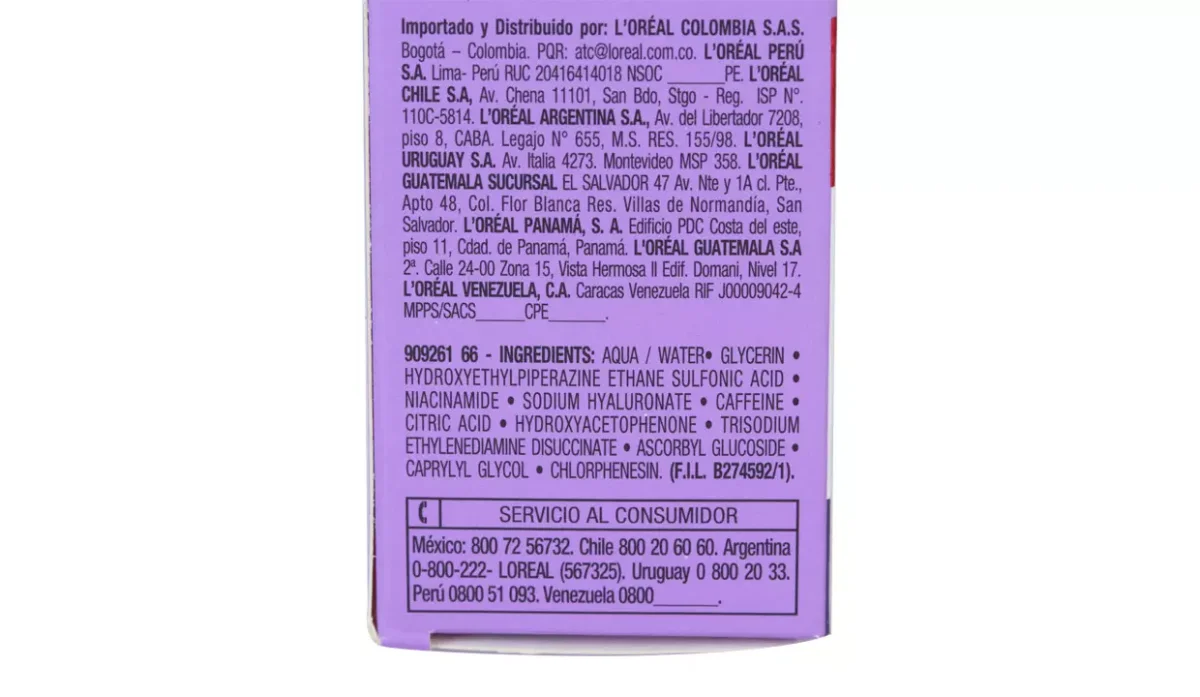 Importado y Distribuido por: L'ORÉAL COLOMBIA S.A.S.
Bogotá – Colombia. PQR: atc@loreal.com.co. L'ORÉAL PERÚ
S.A. Lima- Perú RUC 20416414018 NSOC ______PE. L'ORÉAL
CHILE S.A, Av. Chena 11101, San Bdo, Stgo - Reg. ISP N°.
110C-5814. L'ORÉAL ARGENTINA S.A., Av. del Libertador 7208,
piso 8, CABA. Legajo N° 655, M.S. RES. 155/98. L'ORÉAL
URUGUAY S.A. Av. Italia 4273. Montevideo MSP 358. L'ORÉAL
GUATEMALA SUCURSAL EL SALVADOR 47 Av. Nte y 1A cl. Pte.,
Apto 48, Col. Flor Blanca Res. Villas de Normandía, San
Salvador. L'ORÉAL PANAMÁ, S. A. Edificio PDC Costa del este,
piso 11, Cdad. de Panamá, Panamá. L'ORÉAL GUATEMALA S.A
2ª. Calle 24-00 Zona 15, Vista Hermosa II Edif. Domani, Nivel 17.
L'ORÉAL VENEZUELA, C.A. Caracas Venezuela RIF J00009042-4
MPPS/SACS_____CPE______.
909261 66 - INGREDIENTS: AQUA / WATER• GLYCERIN •
HYDROXYETHYLPIPERAZINE ETHANE SULFONIC ACID •
NIACINAMIDE • SODIUM HYALURONATE • CAFFEINE •
CITRIC ACID • HYDROXYACETOPHENONE • TRISODIUM
ETHYLENEDIAMINE DISUCCINATE • ASCORBYL GLUCOSIDE •
CAPRYLYL GLYCOL • CHLORPHENESIN. (F.I.L. B274592/1).
SERVICIO AL CONSUMIDOR
México: 800 72 56732. Chile 800 20 60 60. Argentina
0-800-222- LOREAL (567325). Uruguay 0 800 20 33.
Perú 0800 51 093. Venezuela 0800_______.